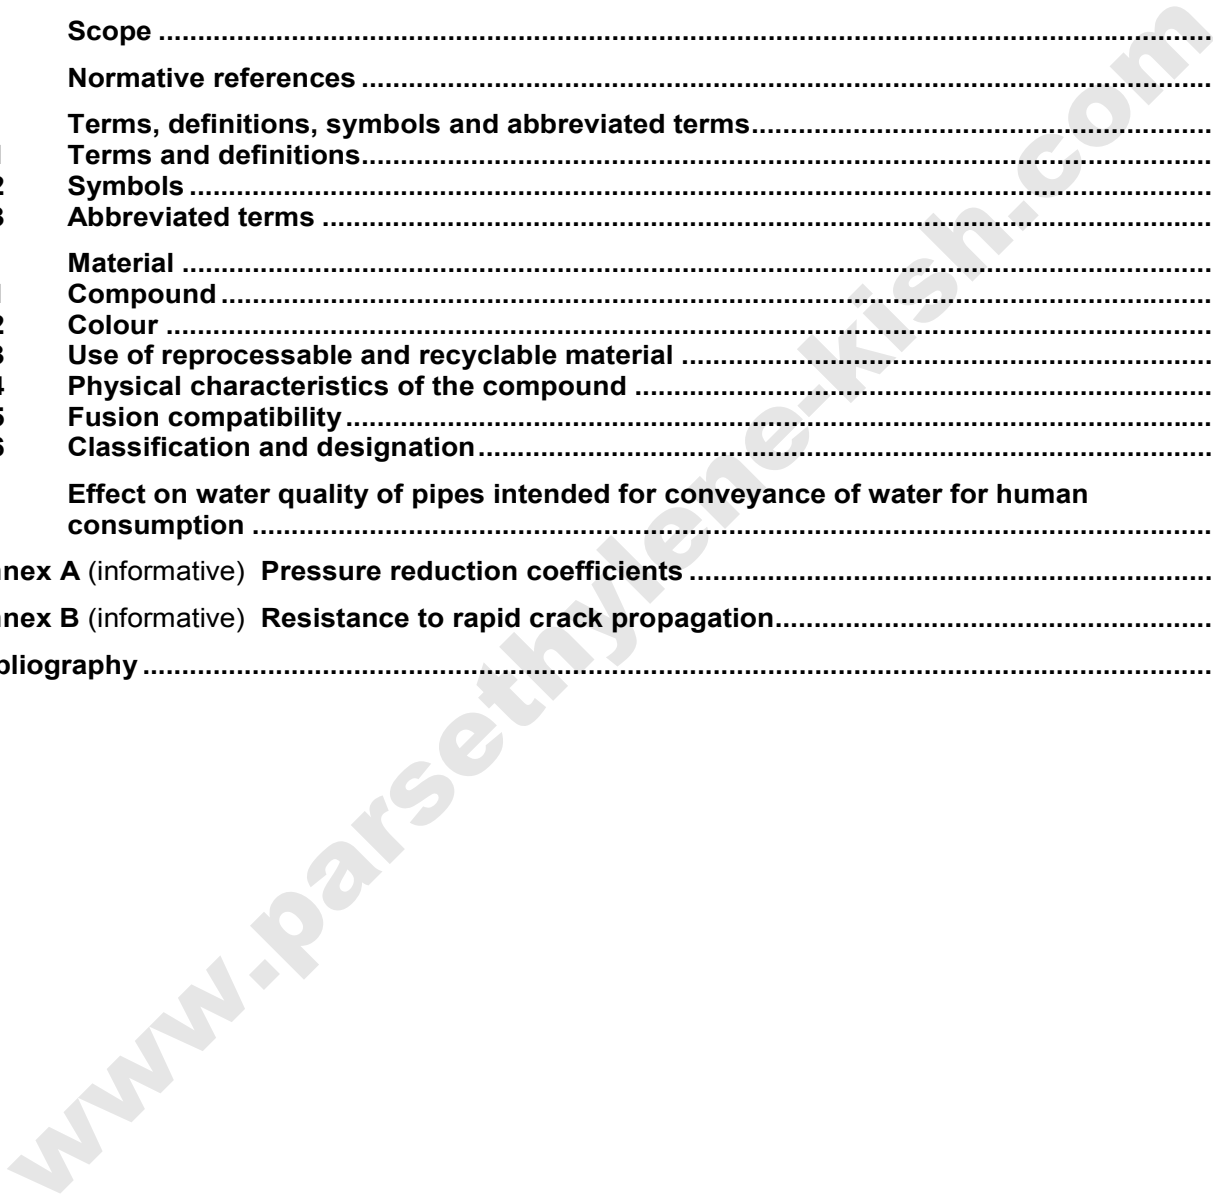 Scope ........................................................................................................................................
Normative references ..............................................................................................................
Terms, definitions, symbols and abbreviated terms............................................................
1 Terms and definitions..............................................................................................................
2 Symbols ....................................................................................................................................
3 Abbreviated terms ...................................................................................................................
Material .....................................................................................................................................
1 Compound ................................................................................................................................
2 Colour .......................................................................................................................................
3 Use of reprocessable and recyclable material .....................................................................
4 Physical characteristics of the compound ...........................................................................
5 Fusion compatibility ................................................................................................................
6 Classification and designation...............................................................................................
Effect on water quality of pipes intended for conveyance of water for human
consumption ............................................................................................................................
nnex A (informative) Pressure reduction coefficients ....................................................................
nnex B (informative) Resistance to rapid crack propagation.........................................................
bliography ..........................................................................................................................................
www.parsethylene-kish.com